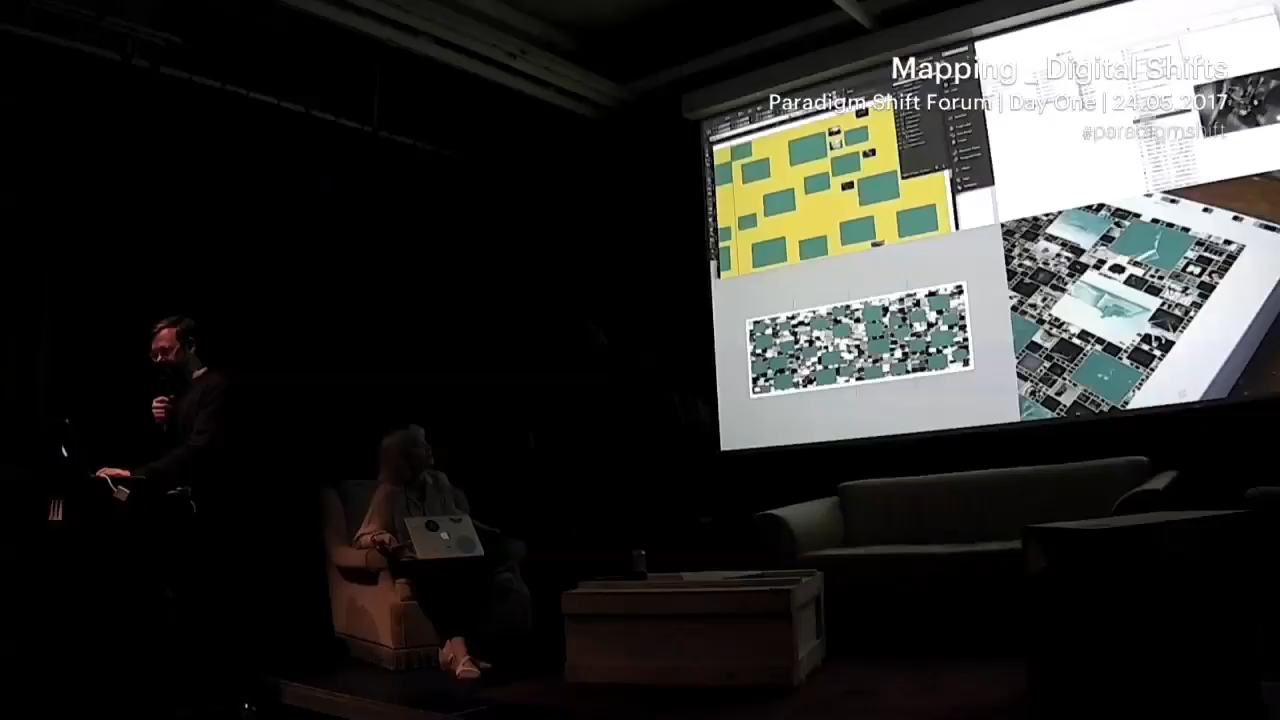 Mapping _ Digital Shifts
Paradigm Shift Forum | Day One | 24.05.2017
#paradigmshift